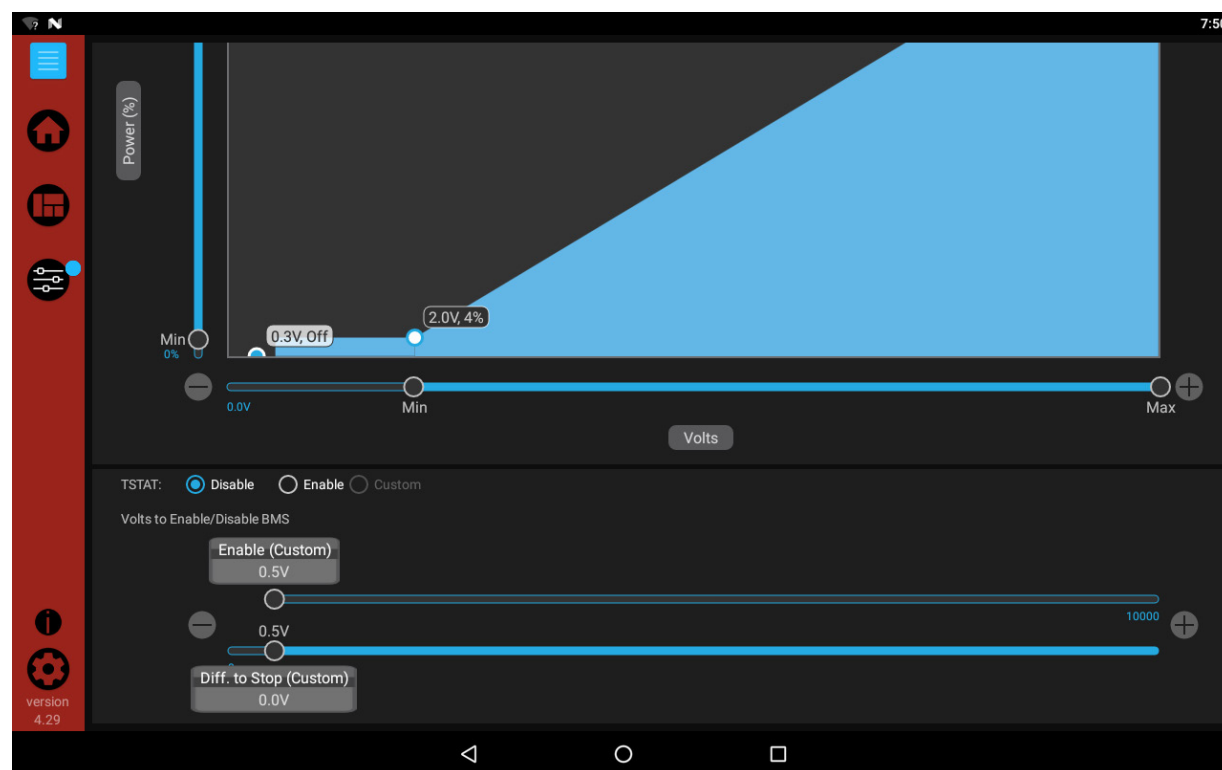 7:50
Power (%)
0.3V, Off
2.0V, 4%
Min
0%
0.0V
Min
Max
Volts
TSTAT: Disable Enable Custom
Volts to Enable/Disable BMS
Enable (Custom)
0.5V
10000
0.5V
Diff. to Stop (Custom)
0.0V
version
4.29